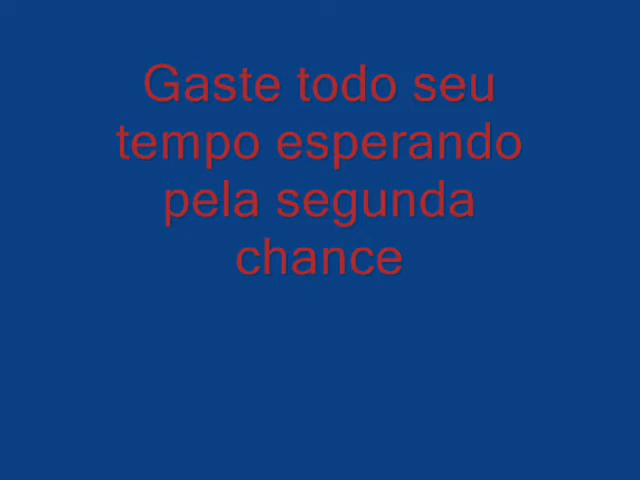 Gaste todo seu
tempo esperando
pela segunda
chance